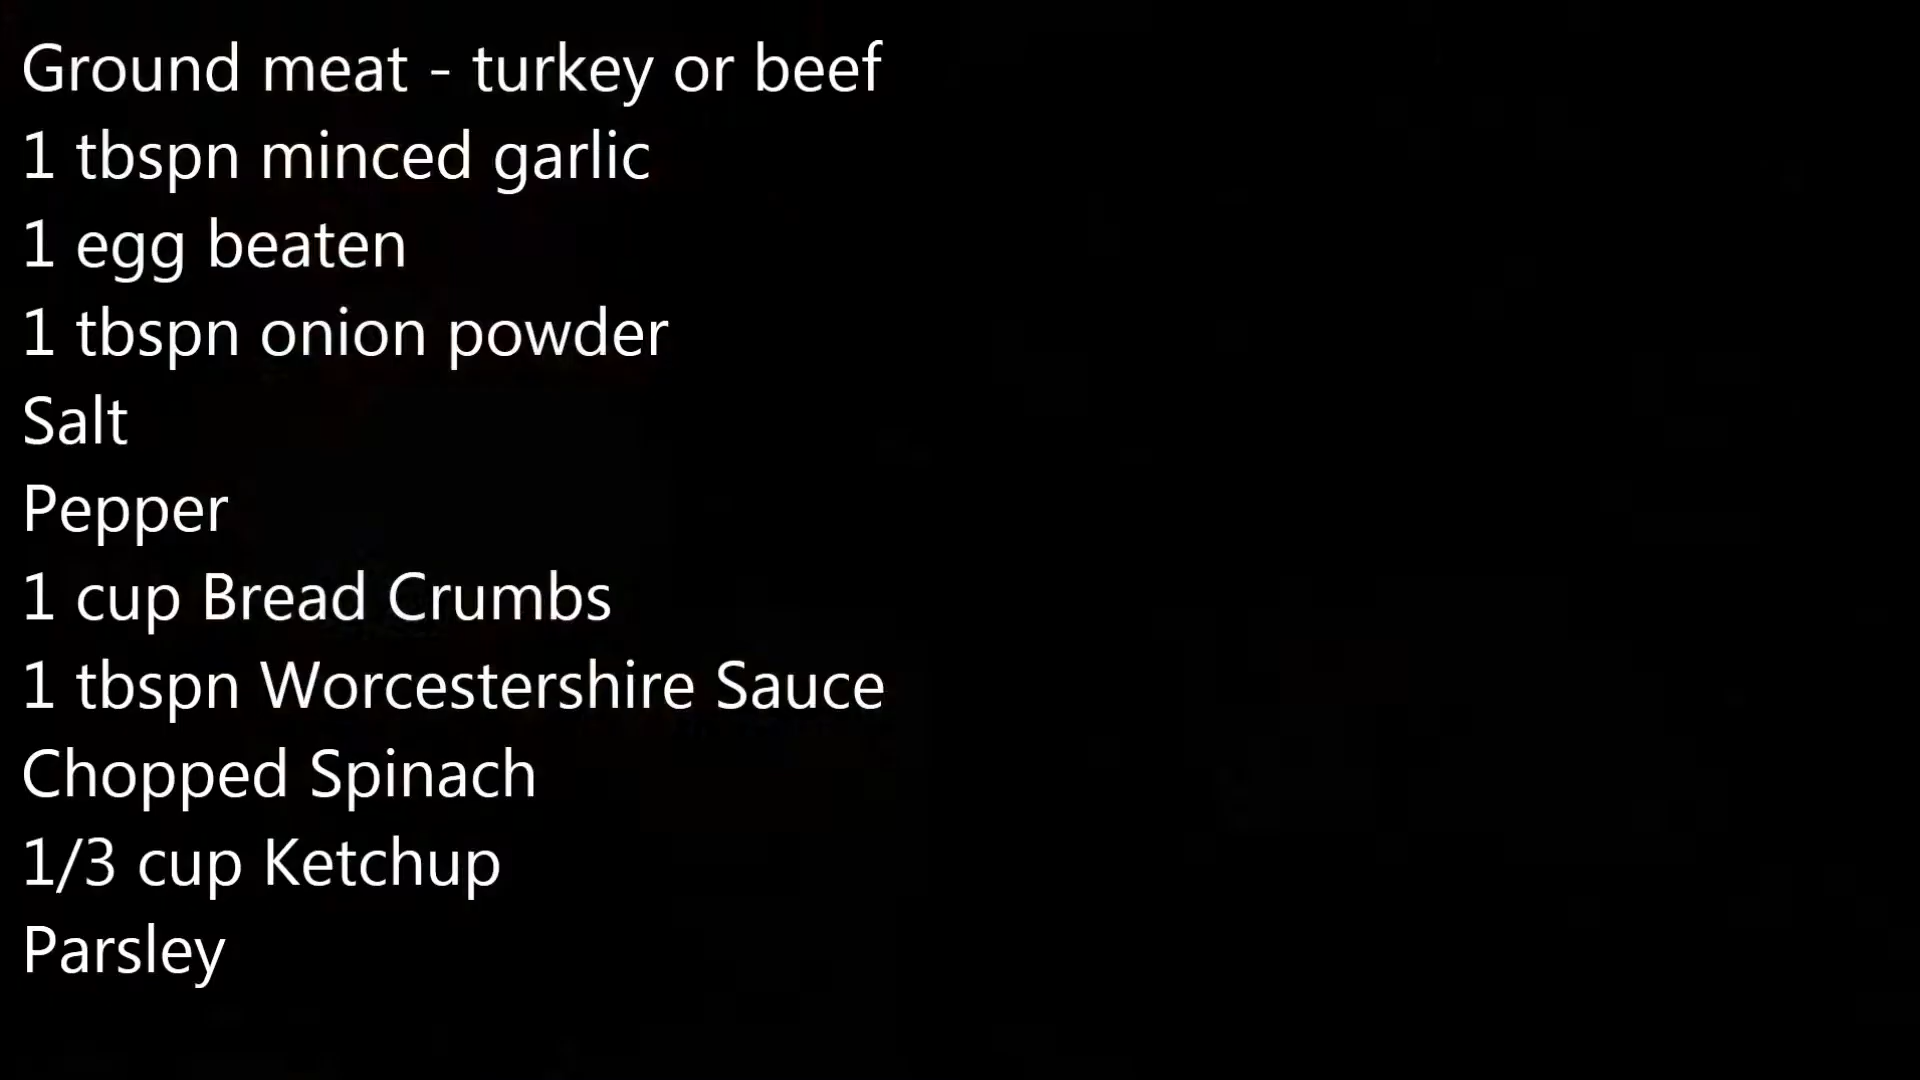 Ground meat - turkey or beef
1 tbspn minced garlic
1 egg beaten
1 tbspn onion powder
Salt
Pepper
1 cup Bread Crumbs
1 tbspn Worcestershire Sauce
Chopped Spinach
1/3 cup Ketchup
Parsley